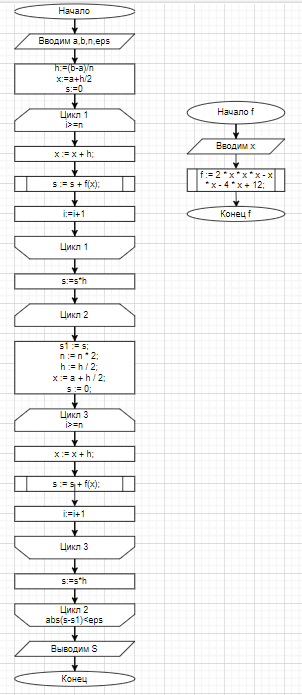 Начало
Вводим a,b,n,eps
h:=(b-a)/n
x:=a+h/2
s:=0
Цикл 1
i>=n
x := x + h;
s := s + f(x);
i:=i+1
Цикл 1
s:=s*h
Цикл 2
s1 := s;
n := n * 2;
h := h / 2;
x := a + h / 2;
s := 0;
Цикл 3
i>=n
x := x + h;
s := s + f(x);
i:=i+1
Цикл 3
s:=s*h
Цикл 2
abs(s-s1)<eps
Выводим S
Конец
Начало f
Вводим x
f := 2 * x * x * x - x
* x - 4 * x + 12;
Конец f